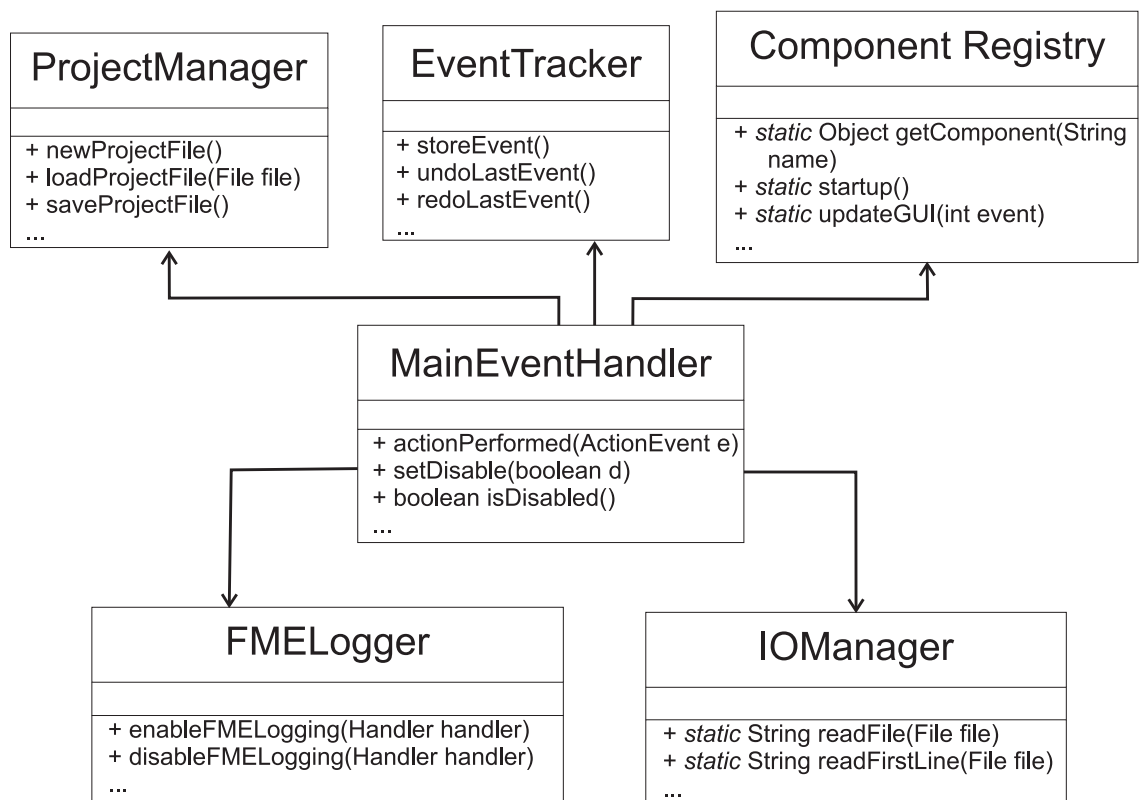 ProjectManager
+ newProjectFile()
+ loadProjectFile(File file)
+ saveProjectFile()
...
EventTracker
+ storeEvent()
+ undoLastEvent()
+ redoLastEvent()
...
Component Registry
+ static Object getComponent(String
name)
+ static startup()
+ static updateGUI(int event)
...
MainEventHandler
+ actionPerformed(ActionEvent e)
+ setDisable(boolean d)
+ boolean isDisabled()
...
FMELogger
+ enableFMELogging(Handler handler)
+ disableFMELogging(Handler handler)
...
IOManager
+ static String readFile(File file)
+ static String readFirstLine(File file)
...